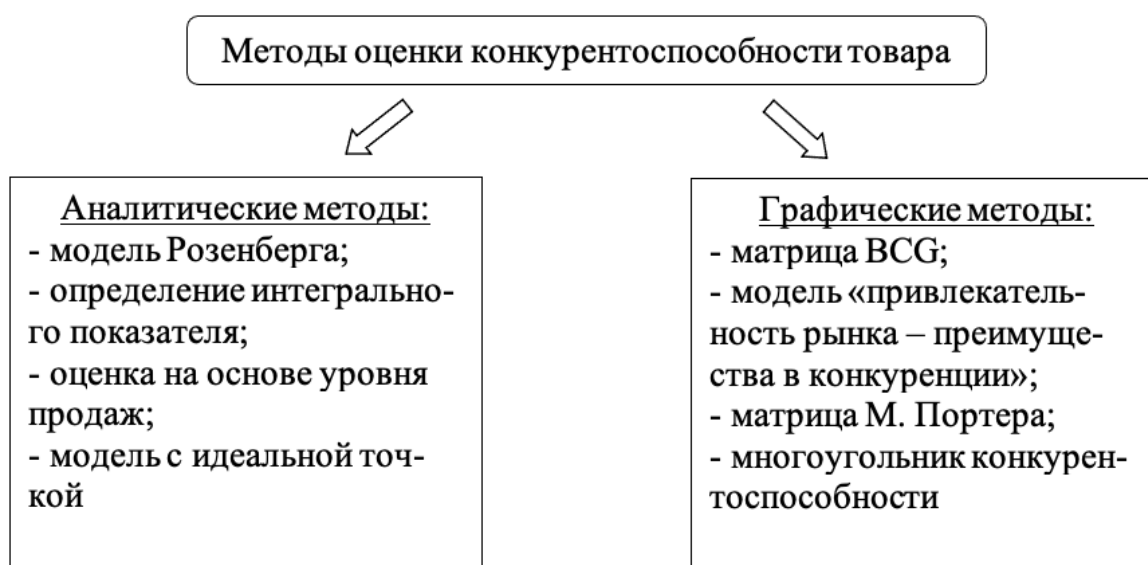 Методы оценки конкурентоспособности товара
Аналитические методы:
- модель Розенберга;
- определение интегрально-
го показателя;
- оценка на основе уровня
продаж;
- модель с идеальной точ-
кой
Графические методы:
- матрица BCG;
- модель «привлекатель-
ность рынка – преимуще-
ства в конкуренции»;
- матрица М. Портера;
- многоугольник конкурен-
тоспособности